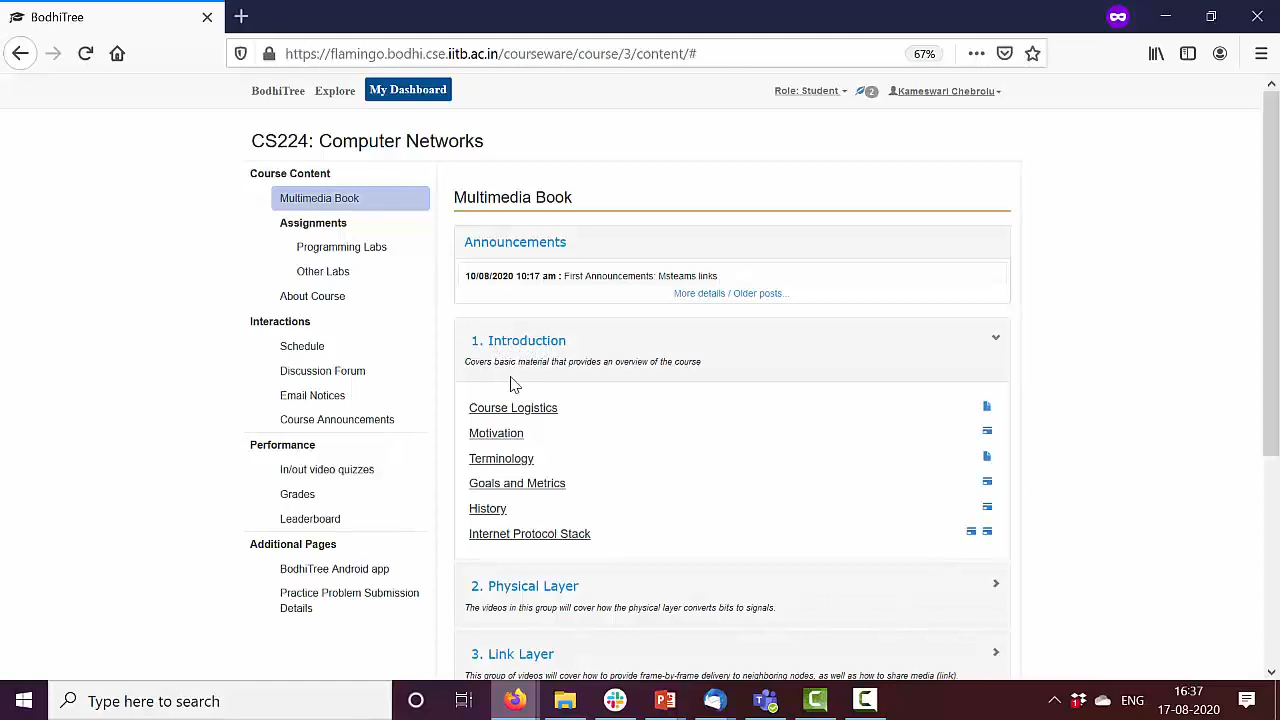 BodhiTree
https://flamingo.bodhi.cse.iitb.ac.in/courseware/course/3/content/#
67%
BodhiTree Explore My Dashboard
Role: Student 2 Kameswari Chebrolu
CS224: Computer Networks
Course Content
Multimedia Book
Assignments
Programming Labs
Other Labs
About Course
Interactions
Schedule
Discussion Forum
Email Notices
Course Announcements
Performance
In/out video quizzes
Grades
Leaderboard
Additional Pages
BodhiTree Android app
Practice Problem Submission
Details
Multimedia Book
Announcements
10/08/2020 10:17 am : First Announcements: Msteams links
More details / Older posts...
1. Introduction
Covers basic material that provides an overview of the course
Course Logistics
Motivation
Terminology
Goals and Metrics
History
Internet Protocol Stack
2. Physical Layer
The videos in this group will cover how the physical layer converts bits to signals.
3. Link Layer
This group of videos will cover how to provide frame-by-frame delivery to neighboring nodes, as well as how to share media (link).
Type here to search
1
ENG
16:37
17-08-2020